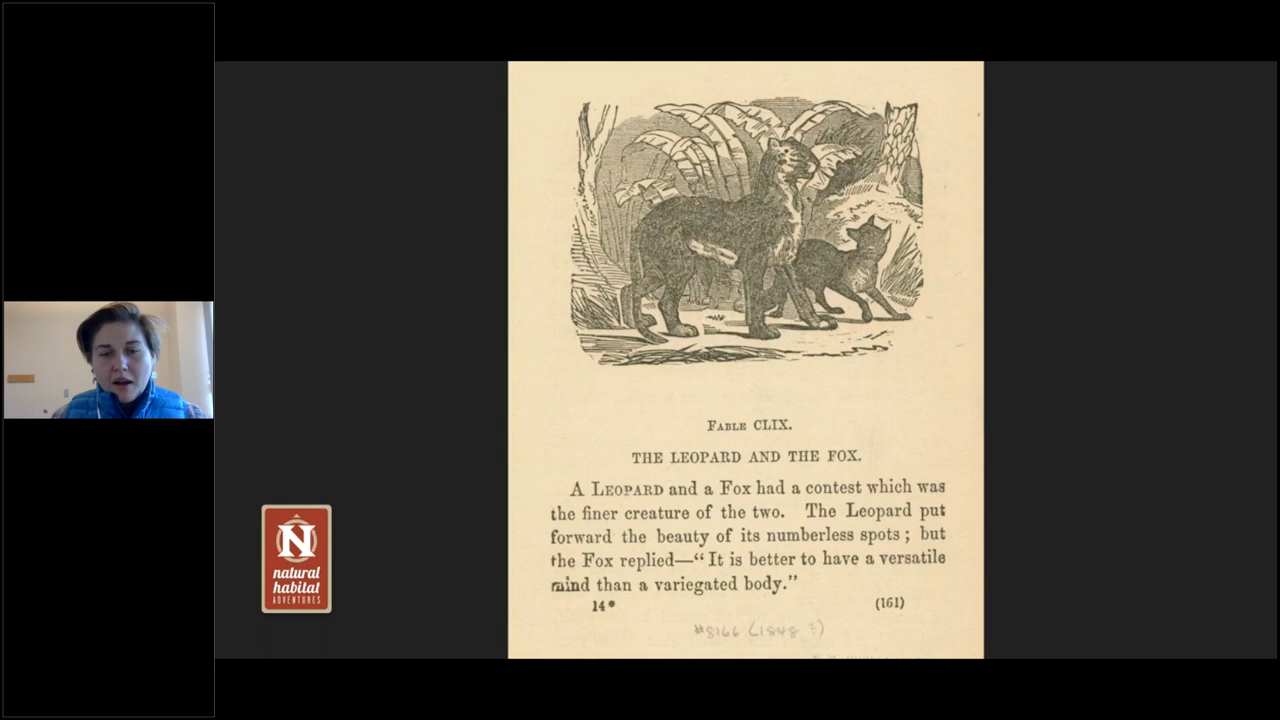 Fable CLIX.
THE LEOPARD AND THE FOX.
A Leopard and a Fox had a contest which was
the finer creature of the two. The Leopard put
forward the beauty of its numberless spots; but
the Fox replied—“It is better to have a versatile
mind than a variegated body.”
14* (161)
#8166 (1848 ?)
N
natural
habitat
ADVENTURES